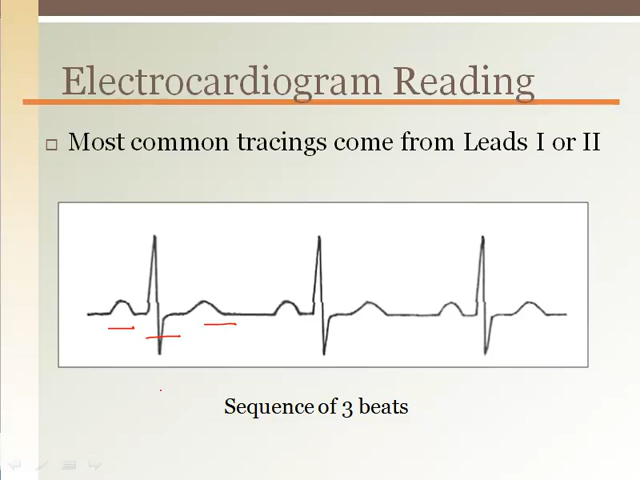 Electrocardiogram Reading
Most common tracings come from Leads I or II
Sequence of 3 beats